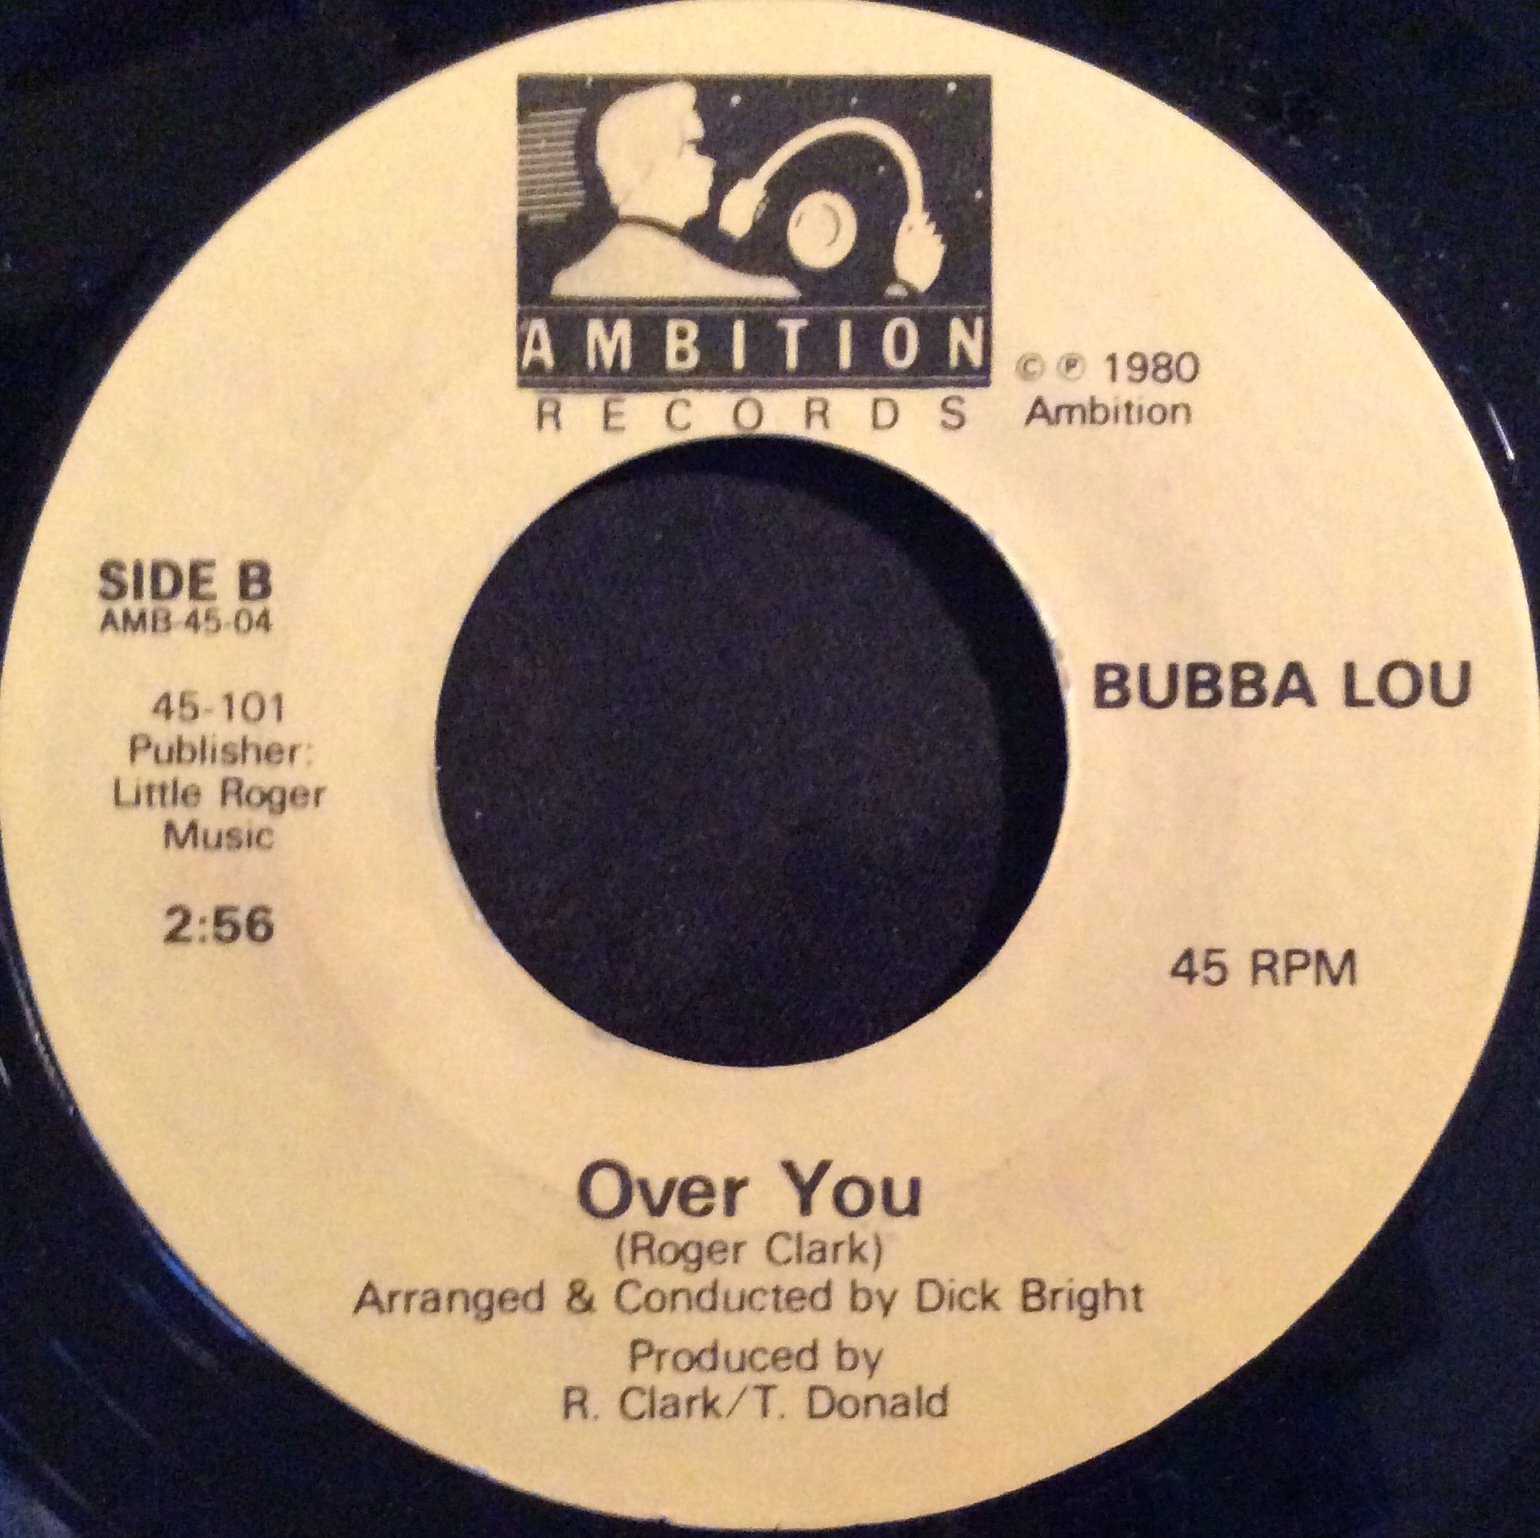 AMBITION
RECORDS
© ℗ 1980
Ambition
SIDE B
AMB-45-04
45-101
Publisher:
Little Roger
Music
2:56
BUBBA LOU
45 RPM
Over You
(Roger Clark)
Arranged & Conducted by Dick Bright
Produced by
R. Clark/T. Donald